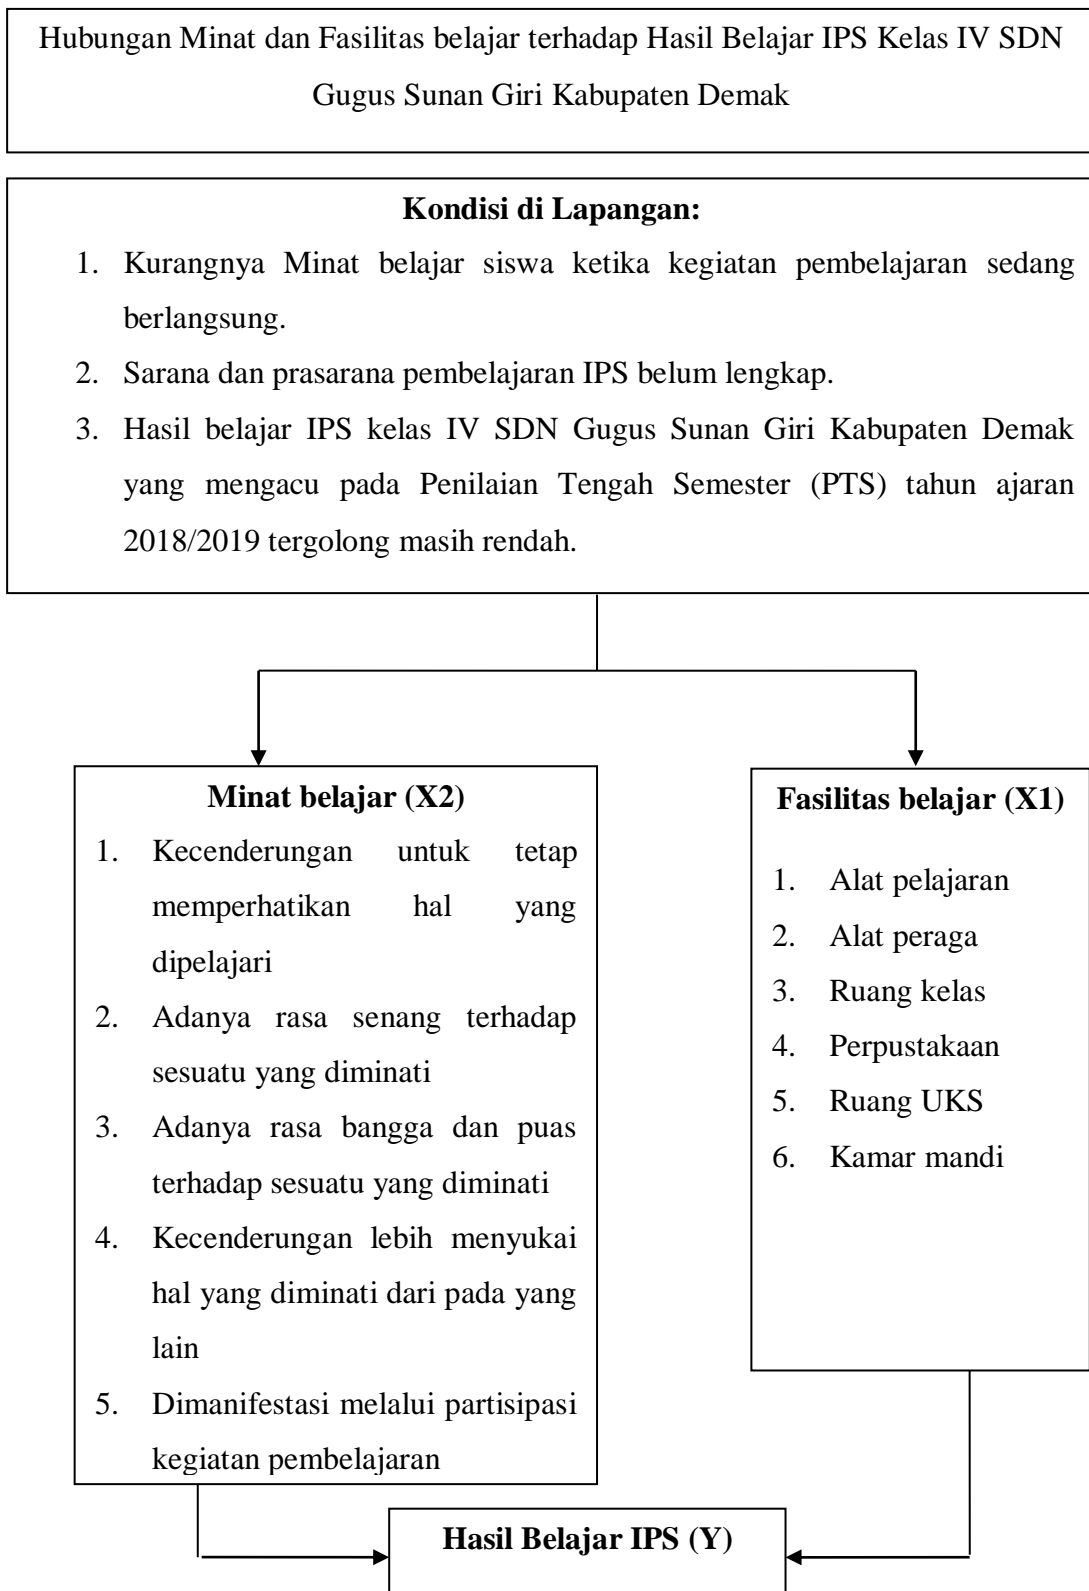 Hubungan Minat dan Fasilitas belajar terhadap Hasil Belajar IPS Kelas IV SDN
Gugus Sunan Giri Kabupaten Demak
Kondisi di Lapangan:
1. Kurangnya Minat belajar siswa ketika kegiatan pembelajaran sedang
berlangsung.
2. Sarana dan prasarana pembelajaran IPS belum lengkap.
3. Hasil belajar IPS kelas IV SDN Gugus Sunan Giri Kabupaten Demak
yang mengacu pada Penilaian Tengah Semester (PTS) tahun ajaran
2018/2019 tergolong masih rendah.
Minat belajar (X2)
1. Kecenderungan untuk tetap
memperhatikan hal yang
dipelajari
2. Adanya rasa senang terhadap
sesuatu yang diminati
3. Adanya rasa bangga dan puas
terhadap sesuatu yang diminati
4. Kecenderungan lebih menyukai
hal yang diminati dari pada yang
lain
5. Dimanifestasi melalui partisipasi
kegiatan pembelajaran
Fasilitas belajar (X1)
1. Alat pelajaran
2. Alat peraga
3. Ruang kelas
4. Perpustakaan
5. Ruang UKS
6. Kamar mandi
Hasil Belajar IPS (Y)